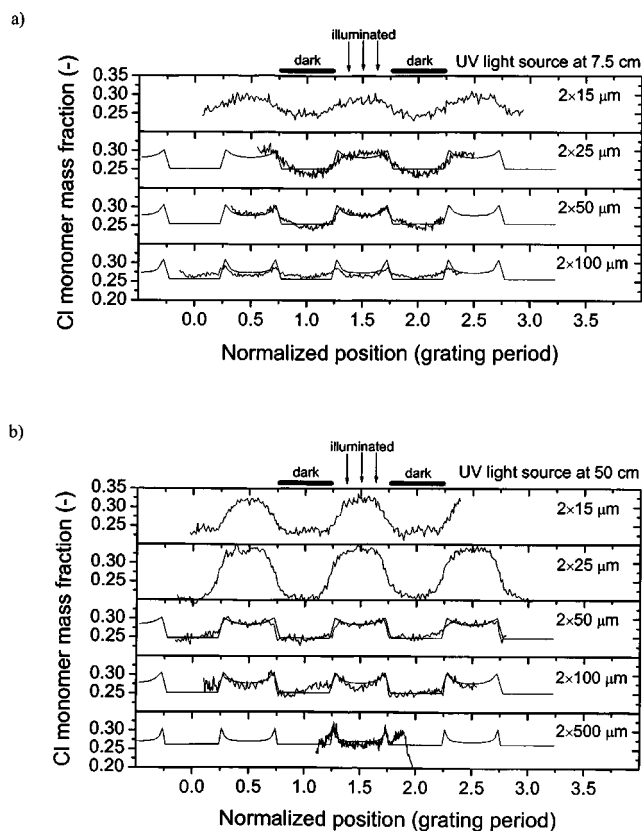 a)
illuminated
dark dark UV light source at 7.5 cm
0.35
0.30
0.25
2×15 μm
0.30
0.25
2×25 μm
0.30
0.25
2×50 μm
0.30
0.25
0.20
2×100 μm
Cl monomer mass fraction (-)
0.0 0.5 1.0 1.5 2.0 2.5 3.0 3.5
Normalized position (grating period)
b)
illuminated
dark dark UV light source at 50 cm
0.35
0.30
0.25
2×15 μm
0.30
0.25
2×25 μm
0.30
0.25
2×50 μm
0.30
0.25
2×100 μm
0.30
0.25
0.20
2×500 μm
Cl monomer mass fraction (-)
0.0 0.5 1.0 1.5 2.0 2.5 3.0 3.5
Normalized position (grating period)